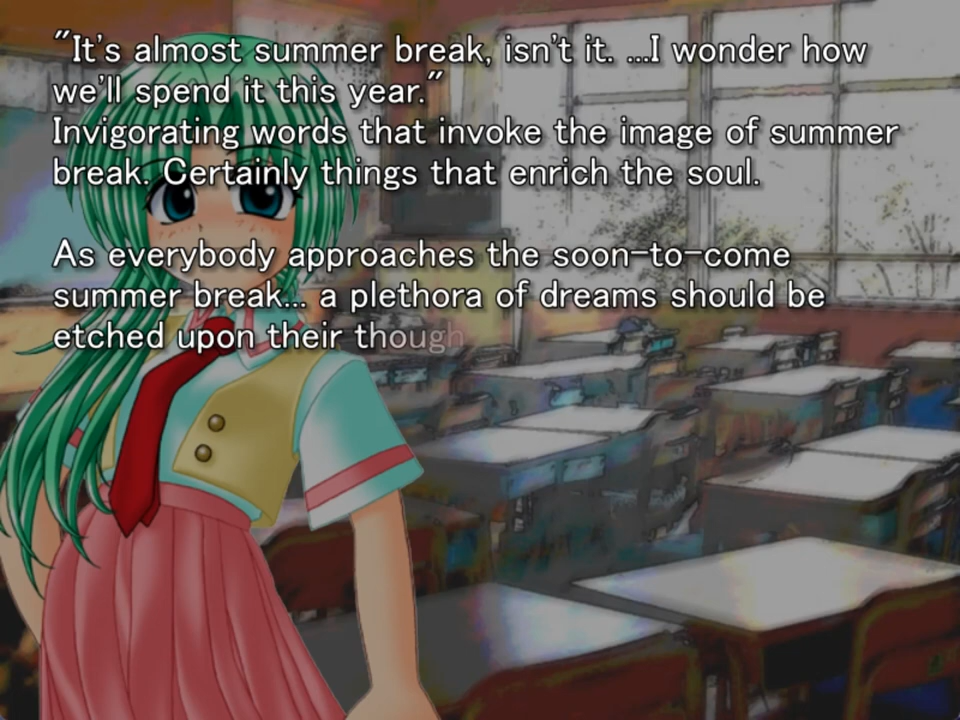 "It's almost summer break, isn't it. ...I wonder how
we'll spend it this year."
Invigorating words that invoke the image of summer
break. Certainly things that enrich the soul.
As everybody approaches the soon-to-come
summer break... a plethora of dreams should be
etched upon their though